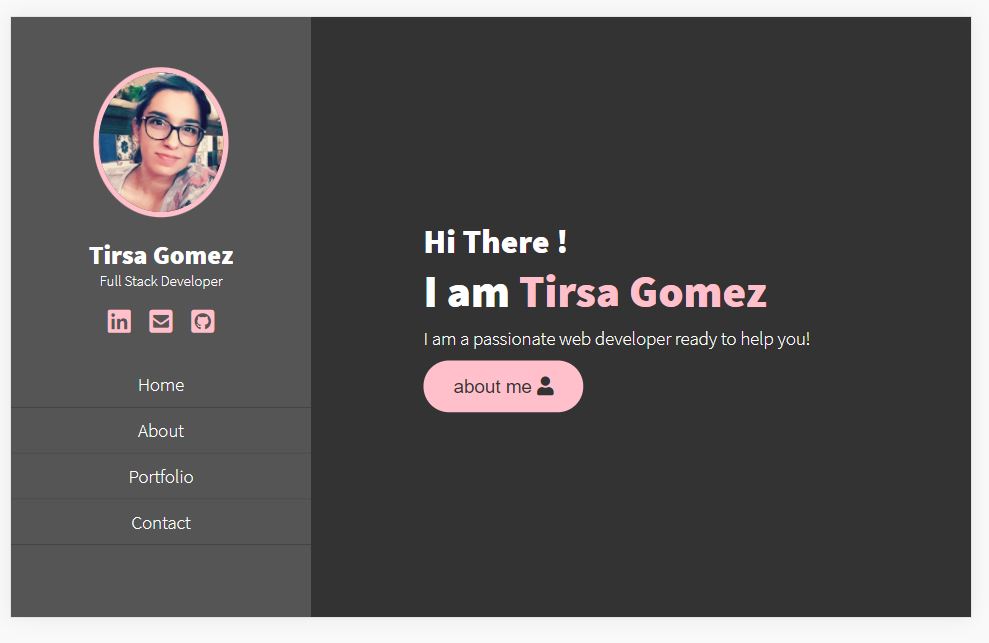 Tirsa Gomez
Full Stack Developer
in
Home
About
Portfolio
Contact
Hi There !
I am Tirsa Gomez
I am a passionate web developer ready to help you!
about me